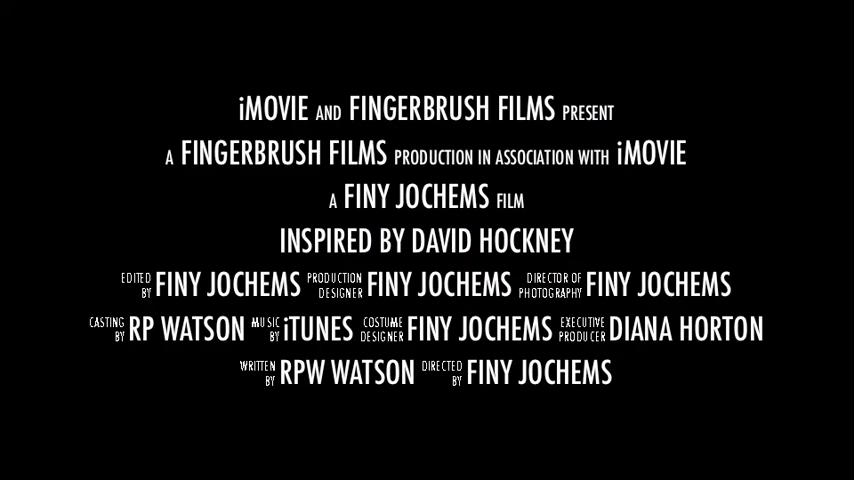 iMOVIE AND FINGERBRUSH FILMS PRESENT
A FINGERBRUSH FILMS PRODUCTION IN ASSOCIATION WITH iMOVIE
A FINY JOCHEMS FILM
INSPIRED BY DAVID HOCKNEY
EDITED BY FINY JOCHEMS PRODUCTION DESIGNER FINY JOCHEMS DIRECTOR OF PHOTOGRAPHY FINY JOCHEMS
CASTING BY RP WATSON MUSIC BY iTUNES COSTUME DESIGNER FINY JOCHEMS EXECUTIVE PRODUCER DIANA HORTON
WRITTEN BY RPW WATSON DIRECTED BY FINY JOCHEMS